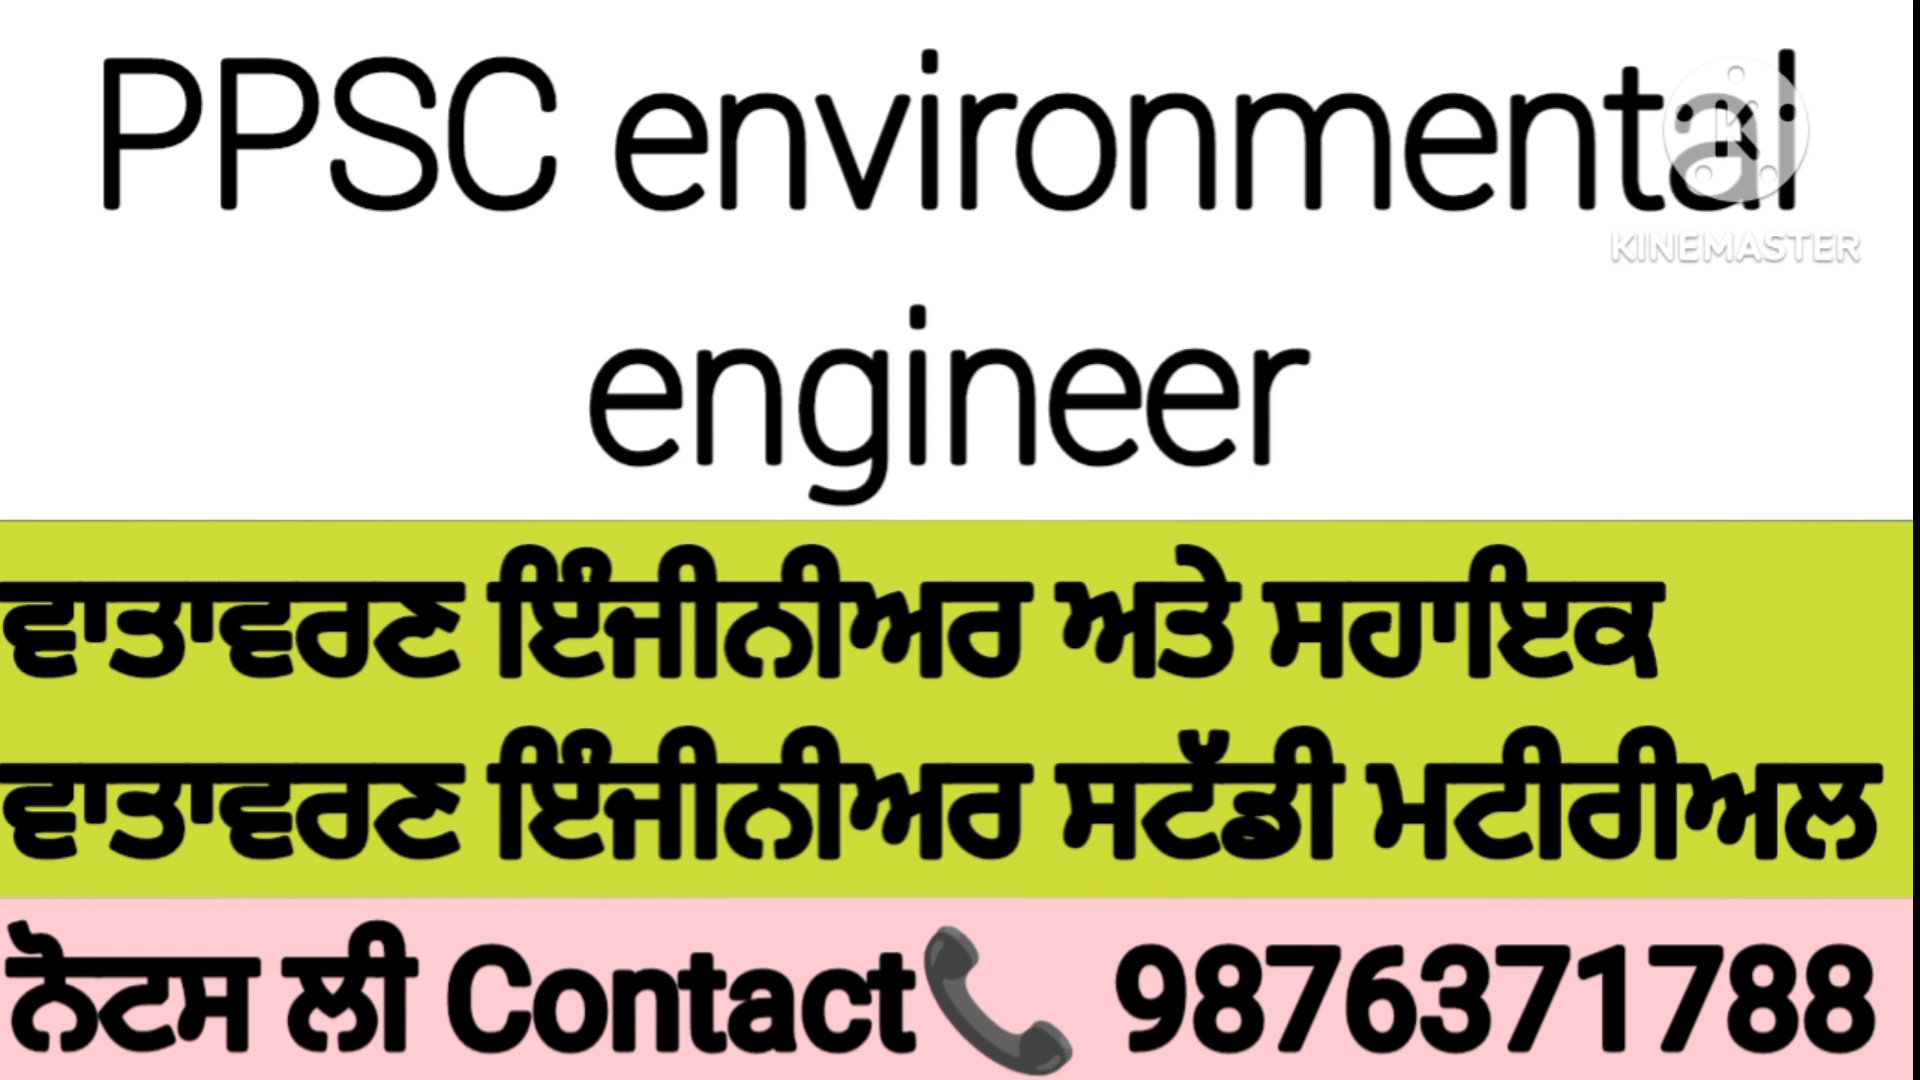 PPSC environmental
KINEMASTER
engineer
ਵਾਤਾਵਰਣ ਇੰਜੀਨੀਅਰ ਅਤੇ ਸਹਾਇਕ
ਵਾਤਾਵਰਣ ਇੰਜੀਨੀਅਰ ਸਟੱਡੀ ਮਟੀਰੀਅਲ
ਨੋਟਸ ਲੀ Contact📞 9876371788